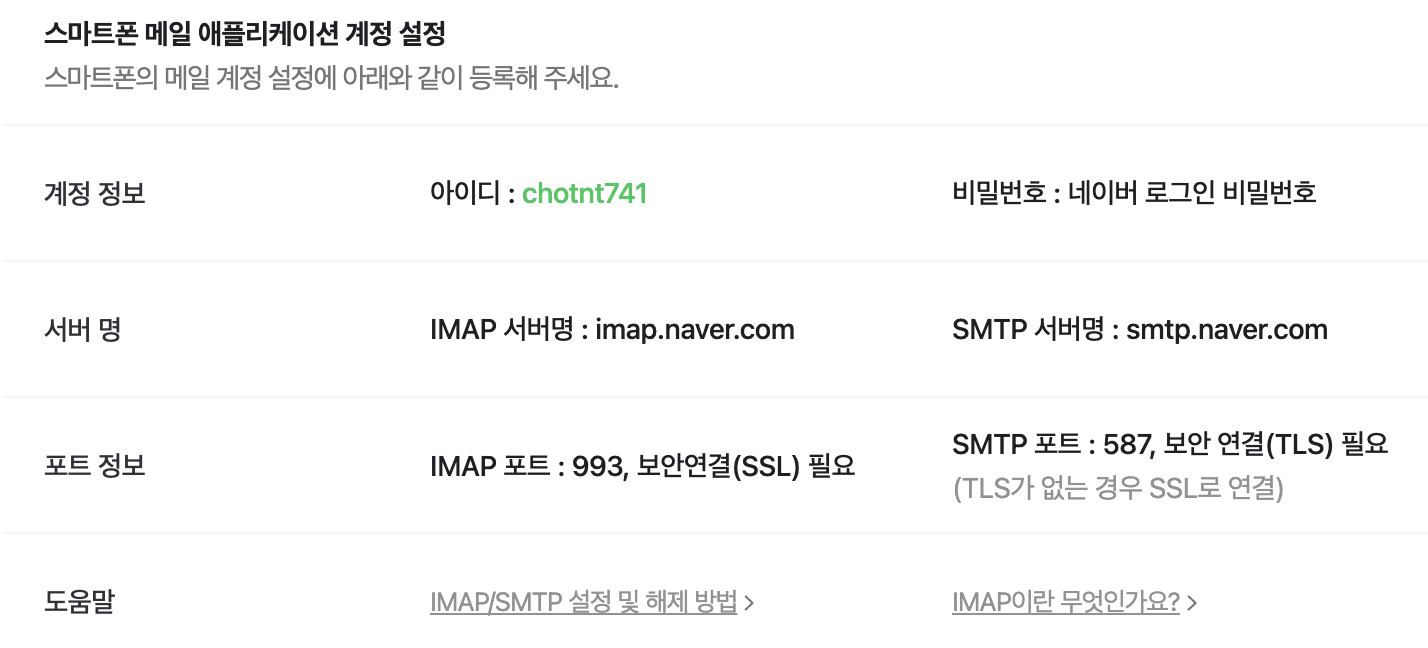 스마트폰 메일 애플리케이션 계정 설정
스마트폰의 메일 계정 설정에 아래와 같이 등록해 주세요.
계정 정보
아이디 : chotnt741
비밀번호 : 네이버 로그인 비밀번호
서버 명
IMAP 서버명 : imap.naver.com
SMTP 서버명 : smtp.naver.com
포트 정보
IMAP 포트 : 993, 보안연결(SSL) 필요
SMTP 포트 : 587, 보안 연결(TLS) 필요
(TLS가 없는 경우 SSL로 연결)
도움말
IMAP/SMTP 설정 및 해제 방법 >
IMAP이란 무엇인가요? >